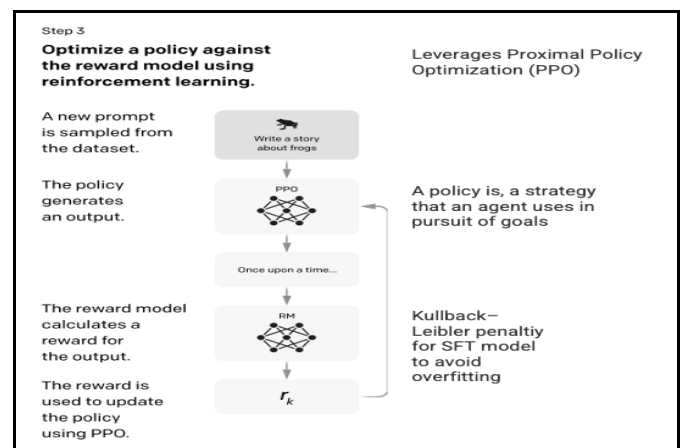 Step 3
Optimize a policy against
the reward model using
reinforcement learning.
Leverages Proximal Policy
Optimization (PPO)
A new prompt
is sampled from
the dataset.
Write a story
about frogs
The policy
generates
an output.
PPO
A policy is, a strategy
that an agent uses in
pursuit of goals
Once upon a time...
The reward model
calculates a
reward for
the output.
RM
Kullback–
Leibler penaltiy
for SFT model
to avoid
overfitting
The reward is
used to update
the policy
using PPO.
rk